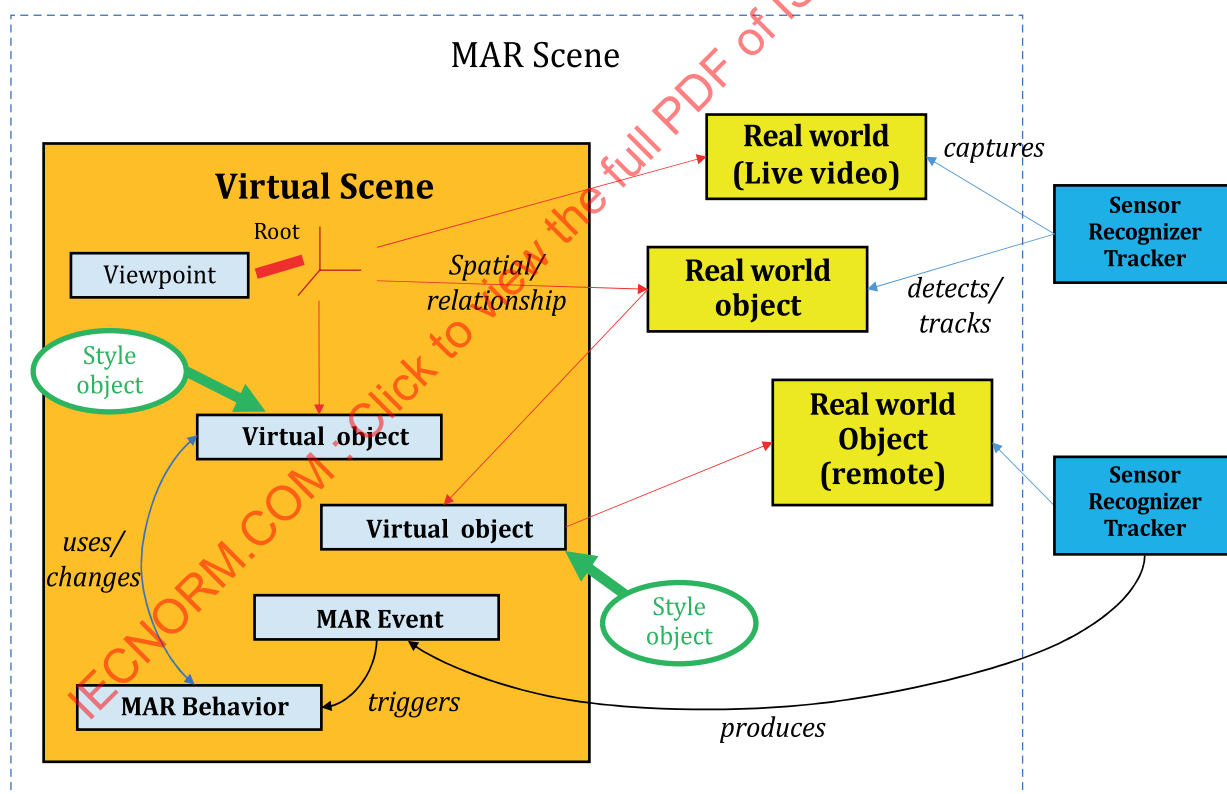 MAR Scene
Virtual Scene
Root
Viewpoint
Spatial/
relationship
Style
object
Virtual object
Virtual object
uses/
changes
MAR Event
MAR Behavior
triggers
Style
object
produces
Real world
(Live video)
captures
Real world
object
detects/
tracks
Real world
Object
(remote)
Sensor
Recognizer
Tracker
Sensor
Recognizer
Tracker
IECNORM.COM : Click to view the full PDF of